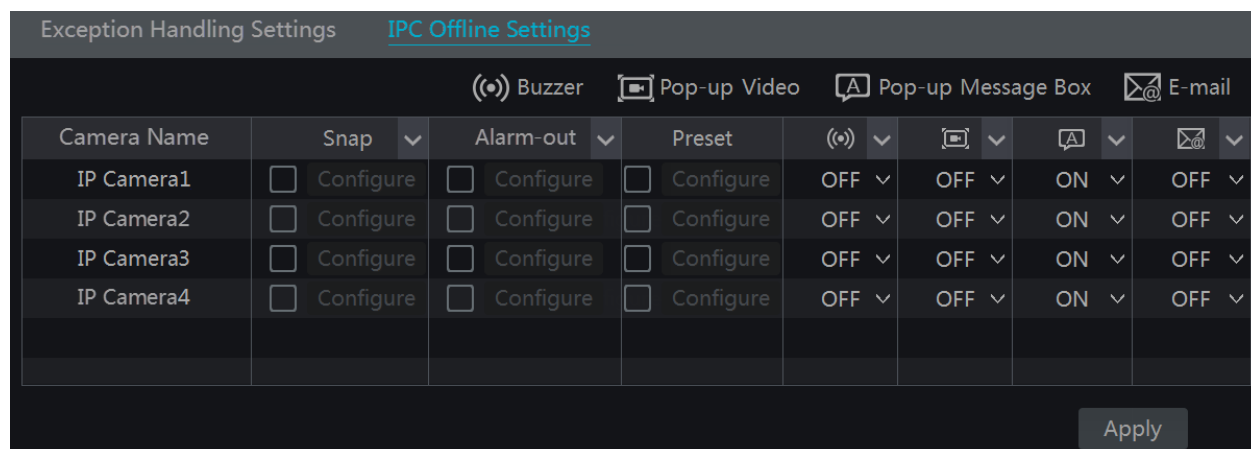 Exception Handling Settings IPC Offline Settings
Buzzer Pop-up Video A Pop-up Message Box @ E-mail
Camera Name Snap Alarm-out Preset A @
IP Camera1 Configure Configure Configure OFF OFF ON OFF
IP Camera2 Configure Configure Configure OFF OFF ON OFF
IP Camera3 Configure Configure Configure OFF OFF ON OFF
IP Camera4 Configure Configure Configure OFF OFF ON OFF
Apply